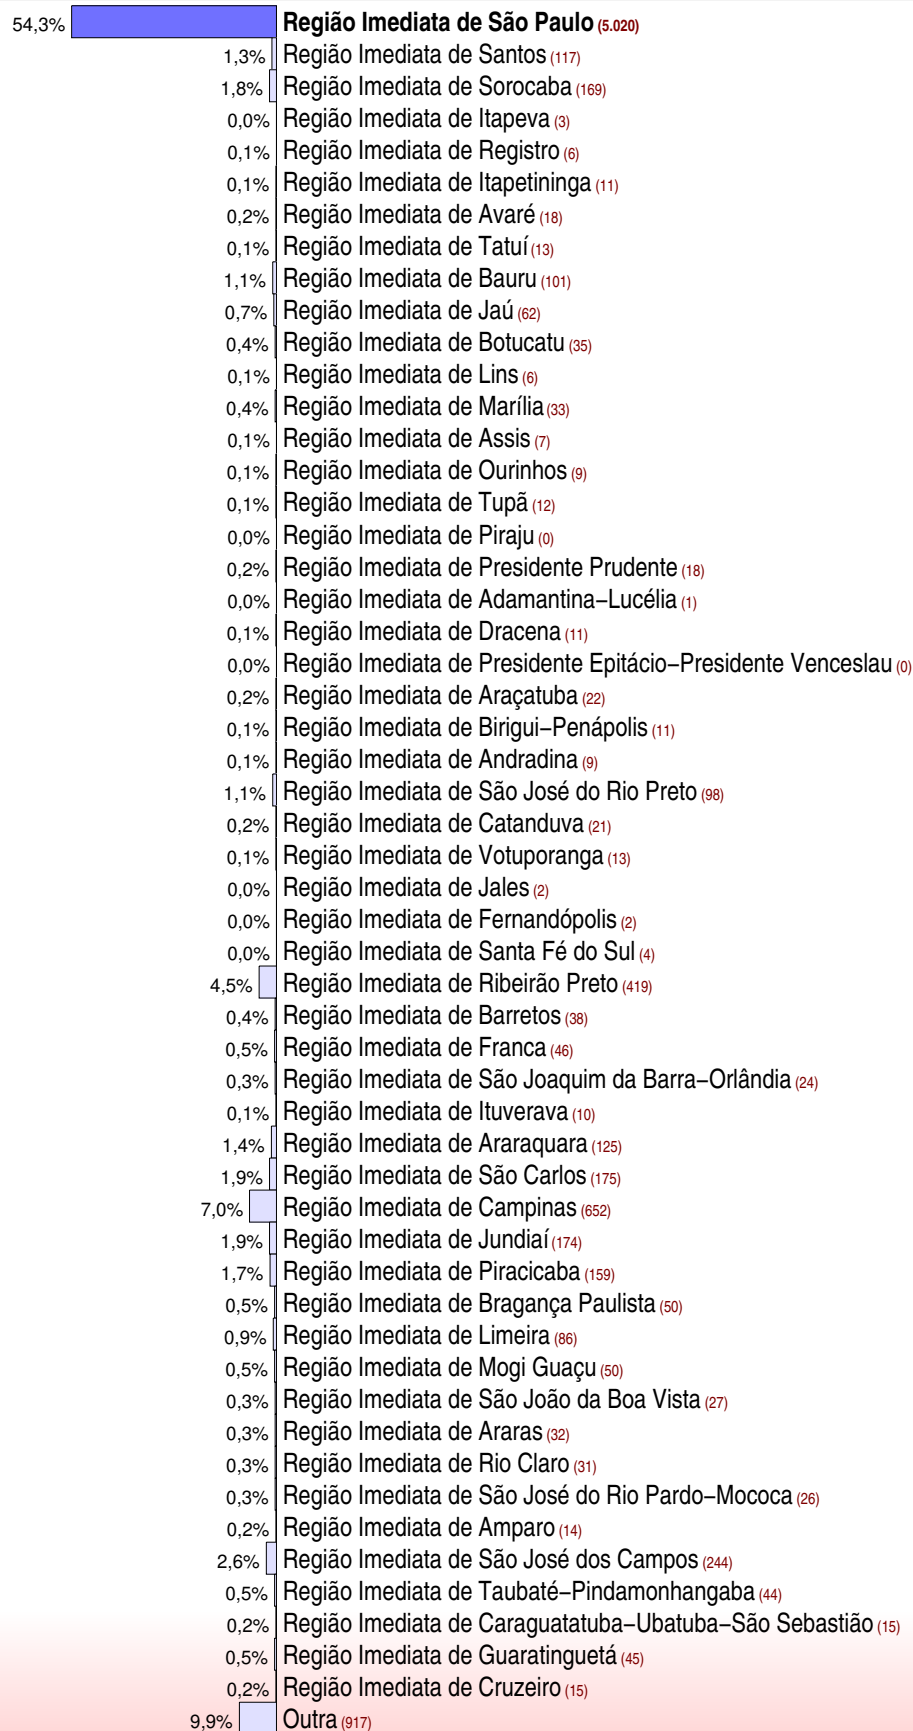 54,3% Região Imediata de São Paulo (5.020)
1,3% Região Imediata de Santos (117)
1,8% Região Imediata de Sorocaba (169)
0,0% Região Imediata de Itapeva (3)
0,1% Região Imediata de Registro (6)
0,1% Região Imediata de Itapetininga (11)
0,2% Região Imediata de Avaré (18)
0,1% Região Imediata de Tatuí (13)
1,1% Região Imediata de Bauru (101)
0,7% Região Imediata de Jaú (62)
0,4% Região Imediata de Botucatu (35)
0,1% Região Imediata de Lins (6)
0,4% Região Imediata de Marília (33)
0,1% Região Imediata de Assis (7)
0,1% Região Imediata de Ourinhos (9)
0,1% Região Imediata de Tupã (12)
0,0% Região Imediata de Piraju (0)
0,2% Região Imediata de Presidente Prudente (18)
0,0% Região Imediata de Adamantina−Lucélia (1)
0,1% Região Imediata de Dracena (11)
0,0% Região Imediata de Presidente Epitácio−Presidente Venceslau (0)
0,2% Região Imediata de Araçatuba (22)
0,1% Região Imediata de Birigui−Penápolis (11)
0,1% Região Imediata de Andradina (9)
1,1% Região Imediata de São José do Rio Preto (98)
0,2% Região Imediata de Catanduva (21)
0,1% Região Imediata de Votuporanga (13)
0,0% Região Imediata de Jales (2)
0,0% Região Imediata de Fernandópolis (2)
0,0% Região Imediata de Santa Fé do Sul (4)
4,5% Região Imediata de Ribeirão Preto (419)
0,4% Região Imediata de Barretos (38)
0,5% Região Imediata de Franca (46)
0,3% Região Imediata de São Joaquim da Barra−Orlândia (24)
0,1% Região Imediata de Ituverava (10)
1,4% Região Imediata de Araraquara (125)
1,9% Região Imediata de São Carlos (175)
7,0% Região Imediata de Campinas (652)
1,9% Região Imediata de Jundiaí (174)
1,7% Região Imediata de Piracicaba (159)
0,5% Região Imediata de Bragança Paulista (50)
0,9% Região Imediata de Limeira (86)
0,5% Região Imediata de Mogi Guaçu (50)
0,3% Região Imediata de São João da Boa Vista (27)
0,3% Região Imediata de Araras (32)
0,3% Região Imediata de Rio Claro (31)
0,3% Região Imediata de São José do Rio Pardo−Mococa (26)
0,2% Região Imediata de Amparo (14)
2,6% Região Imediata de São José dos Campos (244)
0,5% Região Imediata de Taubaté−Pindamonhangaba (44)
0,2% Região Imediata de Caraguatatuba−Ubatuba−São Sebastião (15)
0,5% Região Imediata de Guaratinguetá (45)
0,2% Região Imediata de Cruzeiro (15)
9,9% Outra (917)